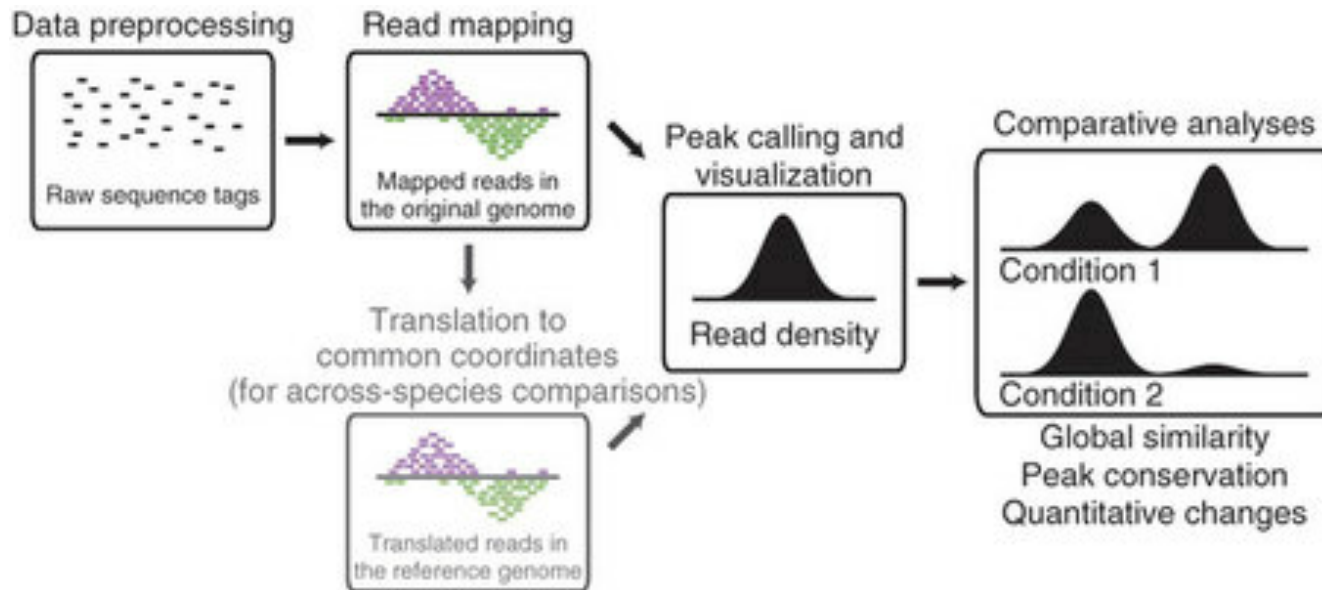 Data preprocessing
Raw sequence tags
Read mapping
Mapped reads in
the original genome
Translation to
common coordinates
(for across-species comparisons)
Translated reads in
the reference genome
Peak calling and
visualization
Read density
Comparative analyses
Condition 1
Condition 2
Global similarity
Peak conservation
Quantitative changes